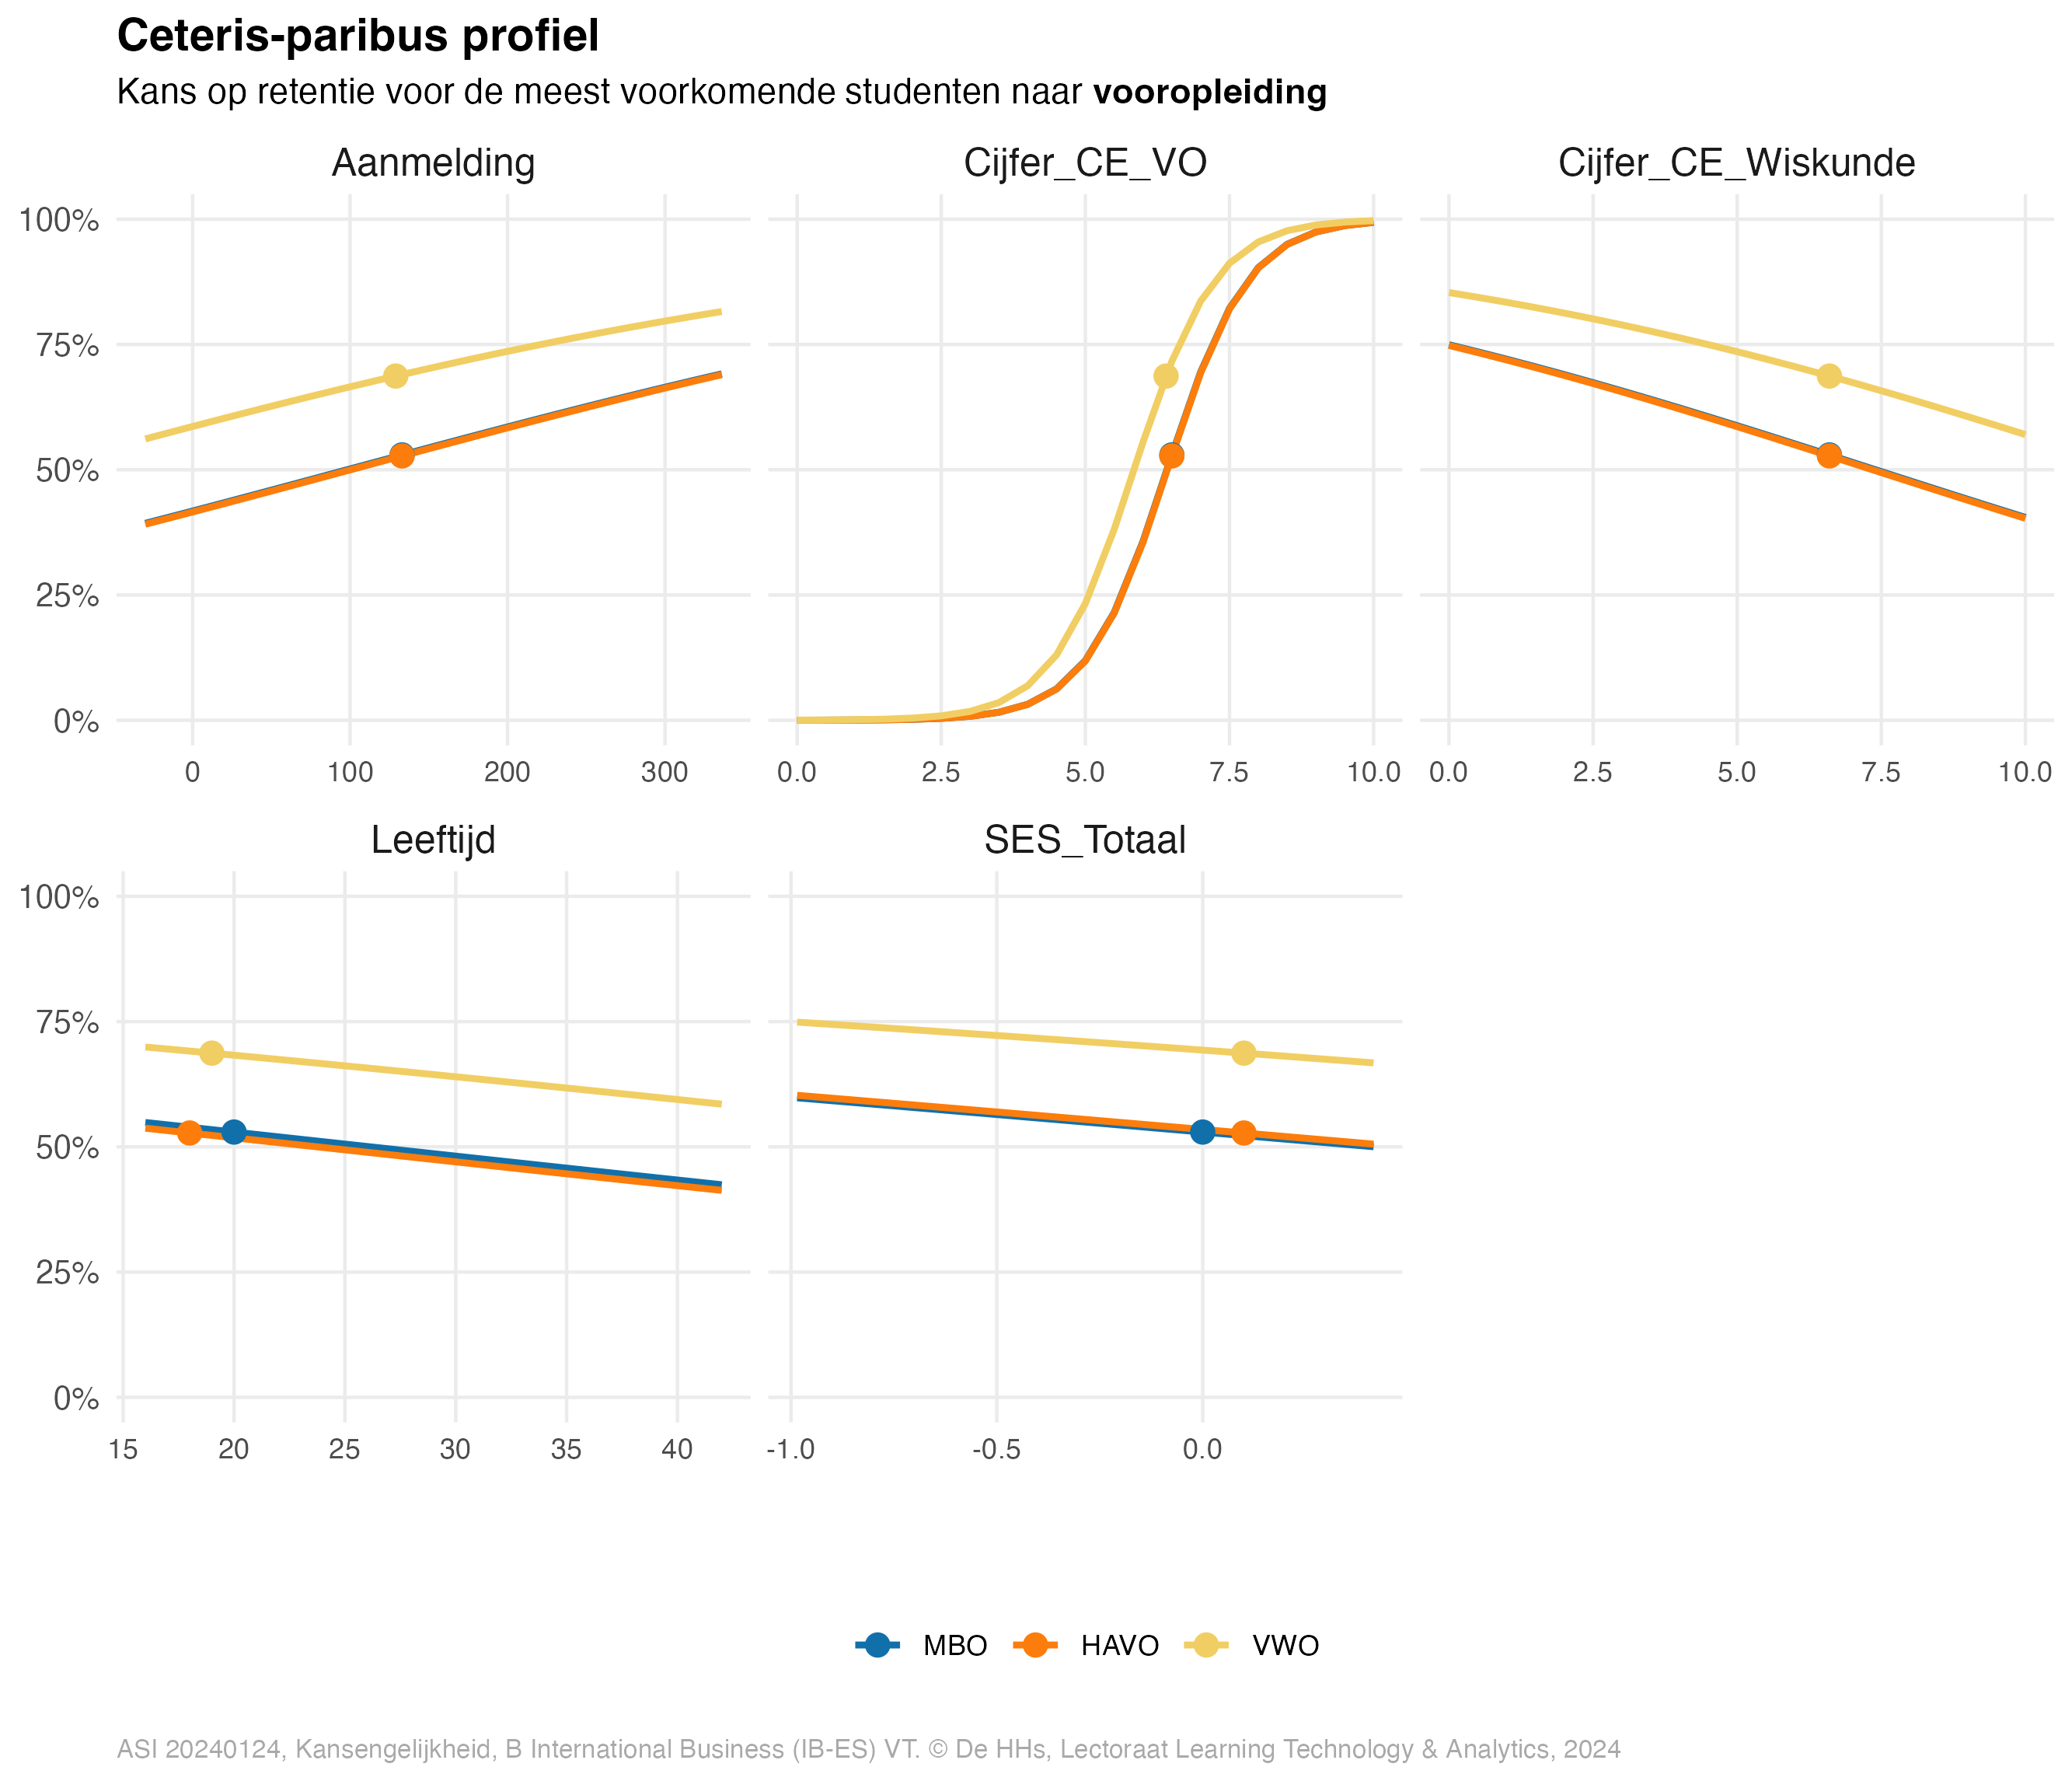 Ceteris-paribus profiel
Kans op retentie voor de meest voorkomende studenten naar vooropleiding
Aanmelding
Cijfer_CE_VO
Cijfer_CE_Wiskunde
100%
75%
50%
25%
0%
0 100 200 300
0.0 2.5 5.0 7.5 10.0
0.0 2.5 5.0 7.5 10.0
Leeftijd
SES_Totaal
100%
75%
50%
25%
0%
15 20 25 30 35 40
-1.0 -0.5 0.0
MBO HAVO VWO
ASI 20240124, Kansengelijkheid, B International Business (IB-ES) VT. © De HHs, Lectoraat Learning Technology & Analytics, 2024